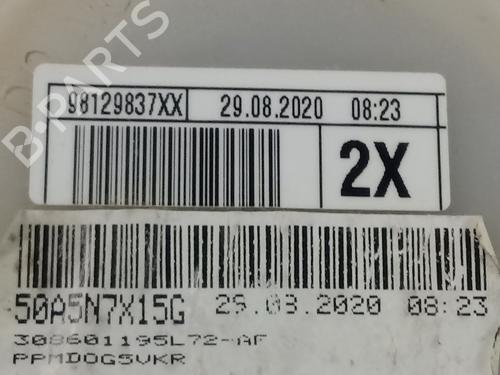 98129837XX 29.08.2020 08:23
2X
50A5N7X15G 29.08.2020 08:23
308601195L72-AF
PPMDOG5VKR
B-PARTS